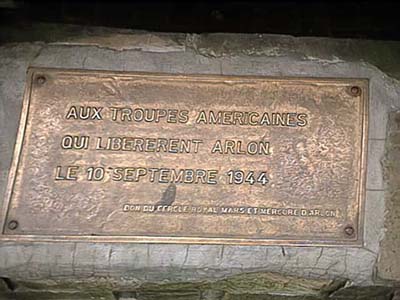 AUX TROUPES AMERICAINES
QUI LIBERERENT ARLON
LE 10 SEPTEMBRE 1944
DON DU CERCLE ROYAL MARS ET MERCURE D'ARLON